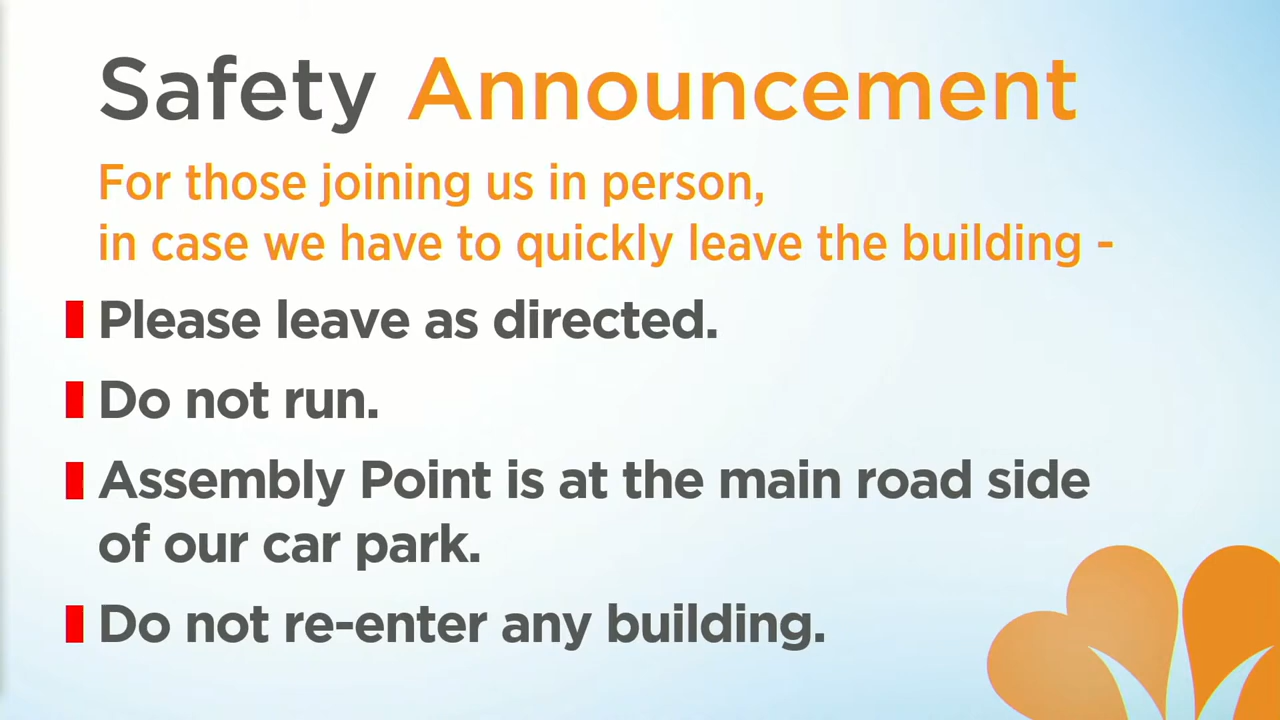 Safety Announcement
For those joining us in person,
in case we have to quickly leave the building -
Please leave as directed.
Do not run.
Assembly Point is at the main road side
of our car park.
Do not re-enter any building.